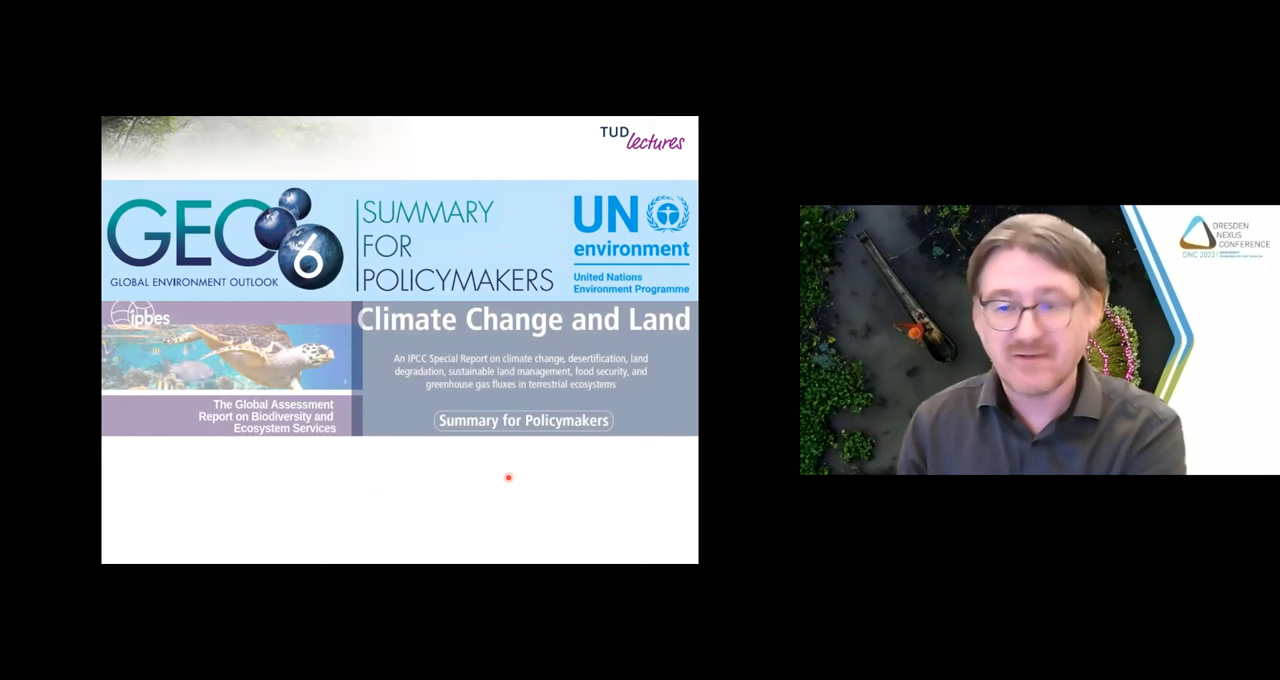 TUD
lectures
GEO
6
GLOBAL ENVIRONMENT OUTLOOK
SUMMARY
FOR
POLICYMAKERS
UN
environment
United Nations
Environment Programme
ipbes
The Global Assessment
Report on Biodiversity and
Ecosystem Services
Climate Change and Land
An IPCC Special Report on climate change, desertification, land
degradation, sustainable land management, food security, and
greenhouse gas fluxes in terrestrial ecosystems
Summary for Policymakers
DRESDEN
NEXUS
CONFERENCE
DNC 2022